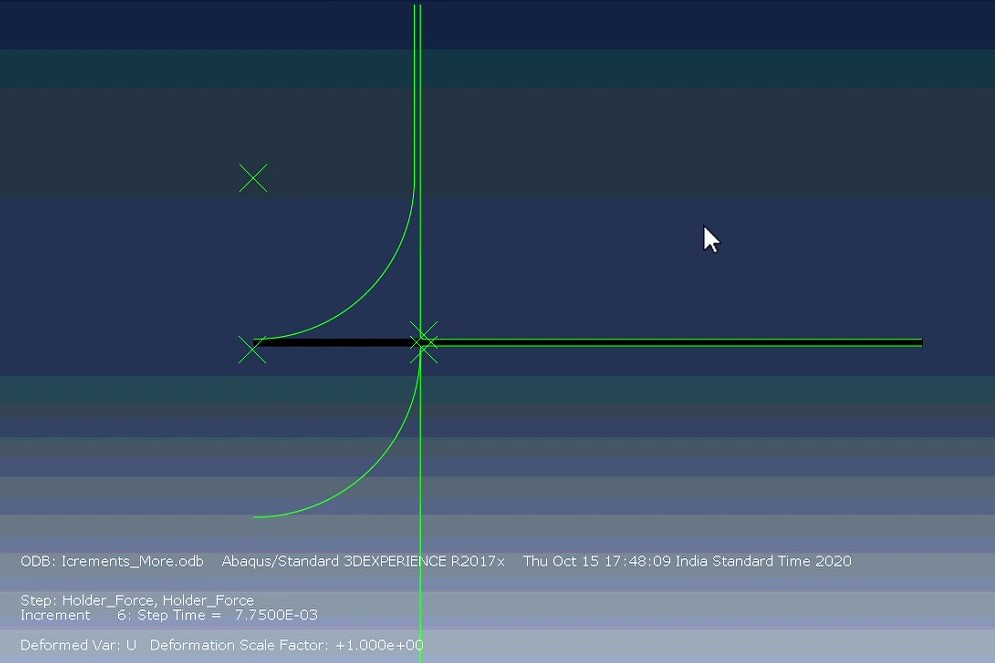 ODB: Icrements_More.odb Abaqus/Standard 3DEXPERIENCE R2017x Thu Oct 15 17:48:09 India Standard Time 2020
Step: Holder_Force, Holder_Force
Increment 6: Step Time = 7.7500E-03
Deformed Var: U Deformation Scale Factor: +1.000e+00